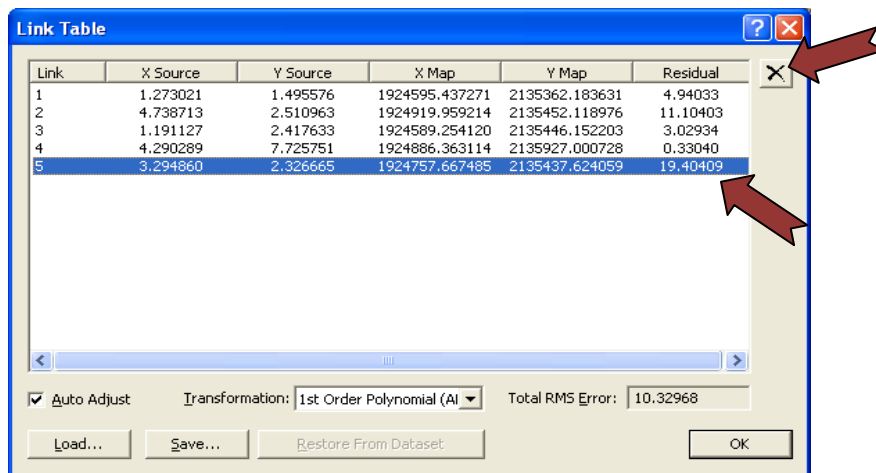 Link Table
Link X Source Y Source X Map Y Map Residual
1 1.273021 1.495576 1924595.437271 2135362.183631 4.94033
2 4.738713 2.510963 1924919.959214 2135452.118976 11.10403
3 1.191127 2.417633 1924589.254120 2135446.152203 3.02934
4 4.290289 7.725751 1924886.363114 2135927.000728 0.33040
5 3.294860 2.326665 1924757.667485 2135437.624059 19.40409
Auto Adjust Transformation: 1st Order Polynomial (Al Total RMS Error: 10.32968
Load... Save... Restore From Dataset OK